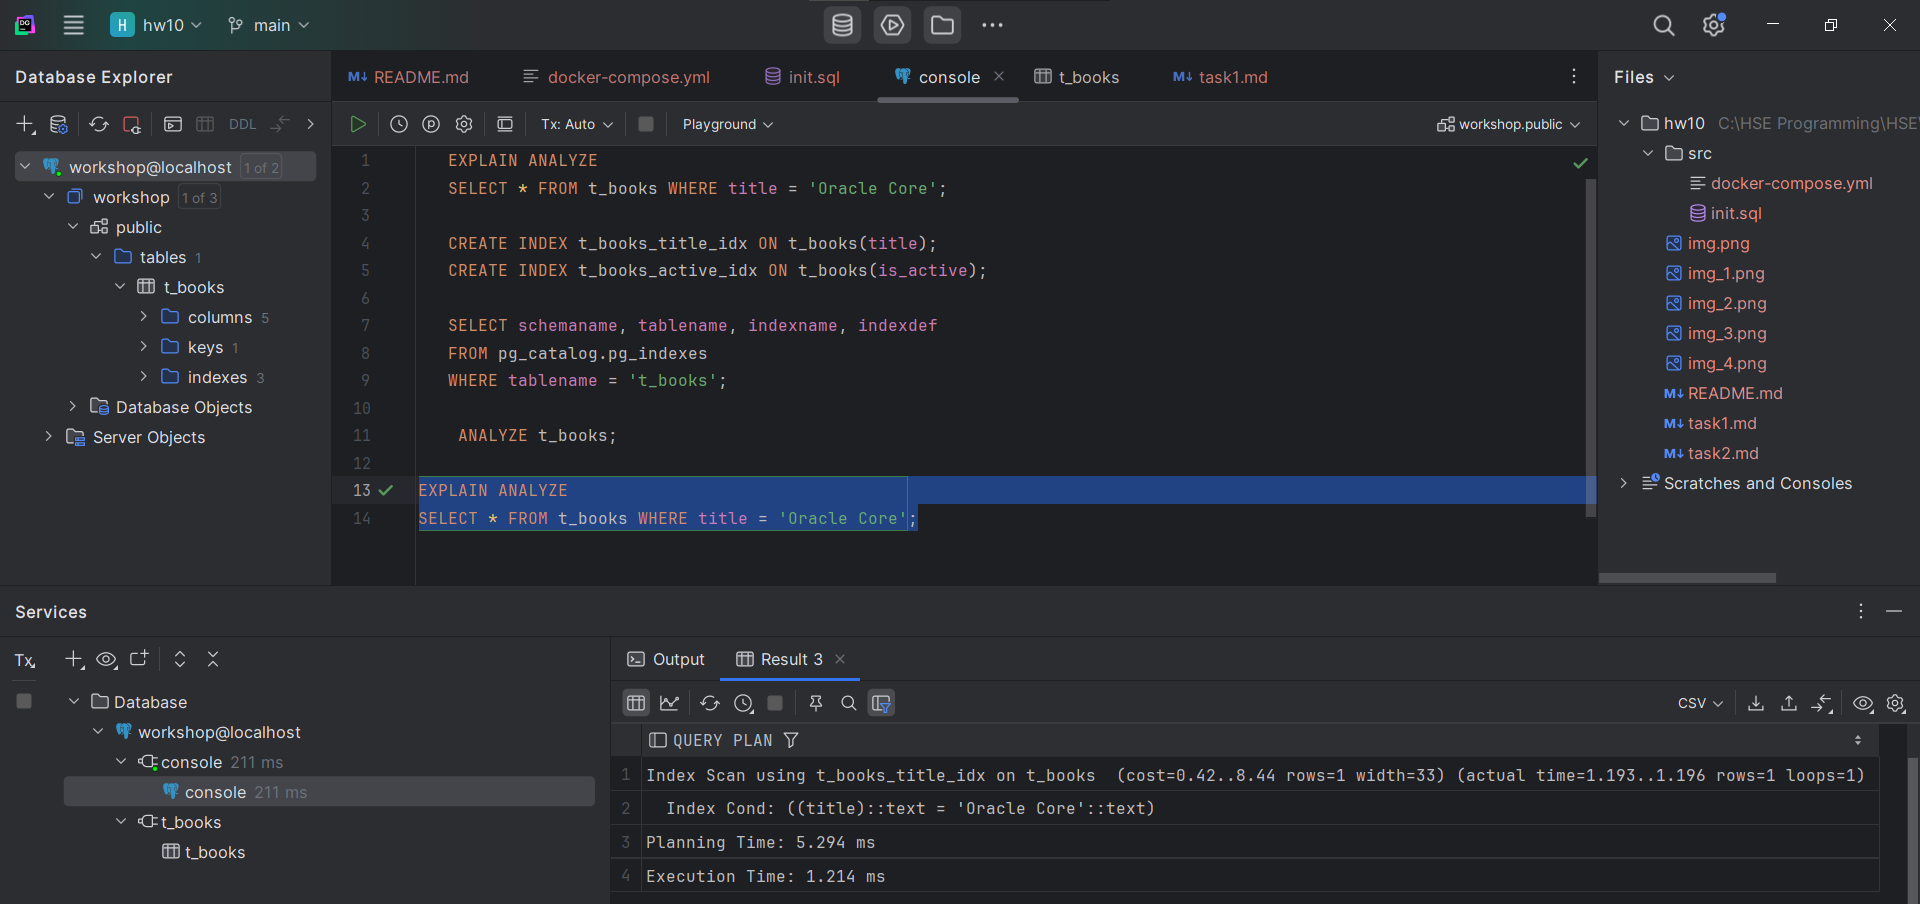 DG
H hw10
main
Database Explorer
README.md
docker-compose.yml
init.sql
console
t_books
task1.md
Files
DDL
Tx: Auto
Playground
workshop.public
workshop@localhost 1 of 2
workshop 1 of 3
public
tables 1
t_books
columns 5
keys 1
indexes 3
Database Objects
Server Objects
1 EXPLAIN ANALYZE
2 SELECT * FROM t_books WHERE title = 'Oracle Core';
3
4 CREATE INDEX t_books_title_idx ON t_books(title);
5 CREATE INDEX t_books_active_idx ON t_books(is_active);
6
7 SELECT schemaname, tablename, indexname, indexdef
8 FROM pg_catalog.pg_indexes
9 WHERE tablename = 't_books';
10
11 ANALYZE t_books;
12
13 EXPLAIN ANALYZE
14 SELECT * FROM t_books WHERE title = 'Oracle Core';
hw10 C:\HSE Programming\HSE\
src
docker-compose.yml
init.sql
img.png
img_1.png
img_2.png
img_3.png
img_4.png
M↓ README.md
M↓ task1.md
M↓ task2.md
Scratches and Consoles
Services
Tx
Database
workshop@localhost
console 211 ms
console 211 ms
t_books
t_books
Output
Result 3
CSV
QUERY PLAN
1 Index Scan using t_books_title_idx on t_books (cost=0.42..8.44 rows=1 width=33) (actual time=1.193..1.196 rows=1 loops=1)
2 Index Cond: ((title)::text = 'Oracle Core'::text)
3 Planning Time: 5.294 ms
4 Execution Time: 1.214 ms